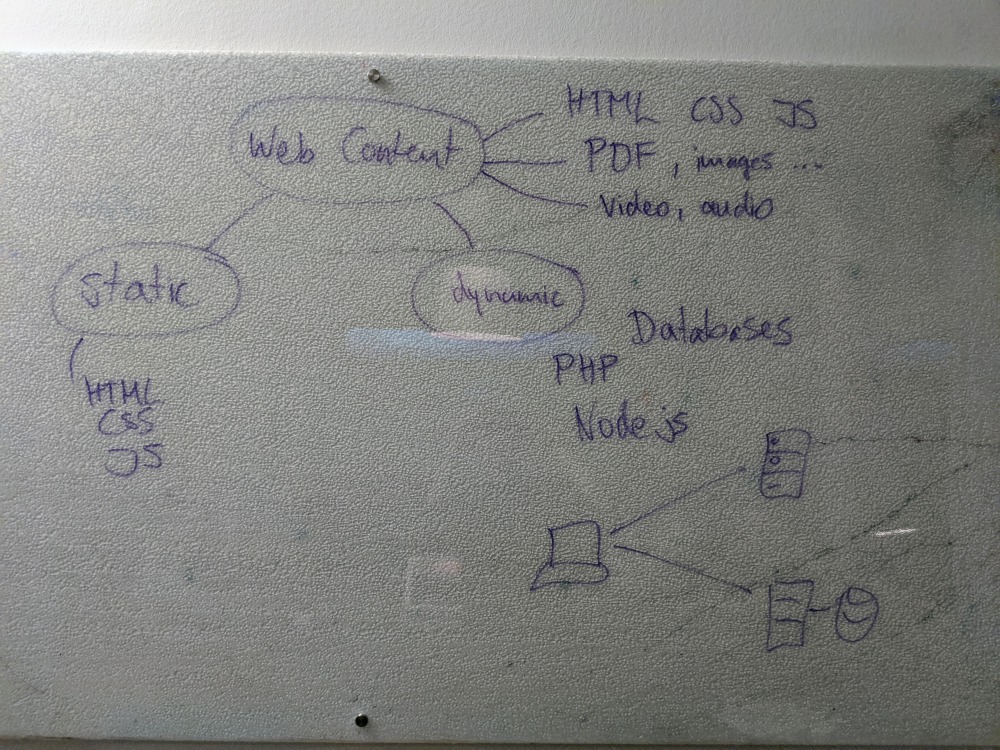 Web Content
HTML CSS JS
PDF, images ...
Video, audio
static
dynamic
HTML
CSS
JS
Databases
PHP
Node js